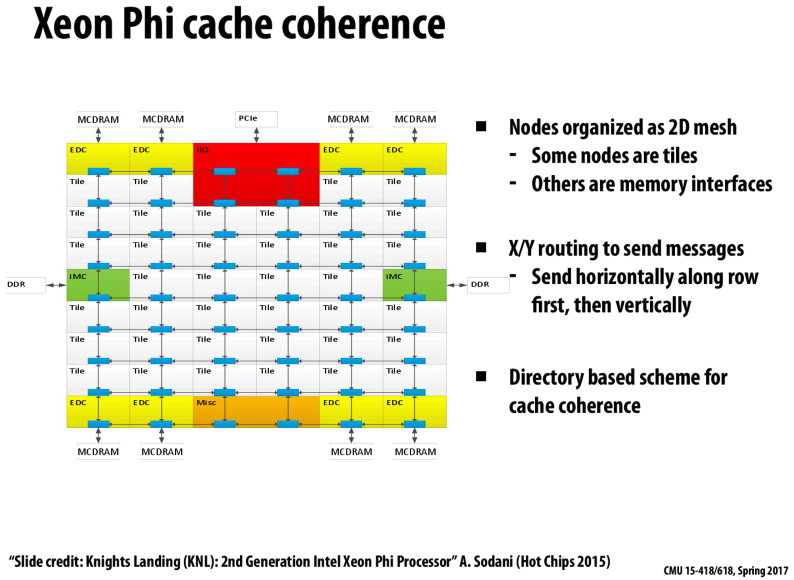 Xeon Phi cache coherence
MCDRAM MCDRAM PCIe MCDRAM MCDRAM
EDC EDC IIO EDC EDC
Tile Tile Tile Tile
Tile Tile Tile Tile Tile Tile
Tile Tile Tile Tile Tile Tile
DDR iMC Tile Tile Tile Tile iMC DDR
Tile Tile Tile Tile Tile Tile
Tile Tile Tile Tile Tile Tile
Tile Tile Tile Tile Tile Tile
EDC EDC Misc EDC EDC
MCDRAM MCDRAM MCDRAM MCDRAM
■ Nodes organized as 2D mesh
- Some nodes are tiles
- Others are memory interfaces
■ X/Y routing to send messages
- Send horizontally along row
first, then vertically
■ Directory based scheme for
cache coherence
“Slide credit: Knights Landing (KNL): 2nd Generation Intel Xeon Phi Processor” A. Sodani (Hot Chips 2015)
CMU 15-418/618, Spring 2017